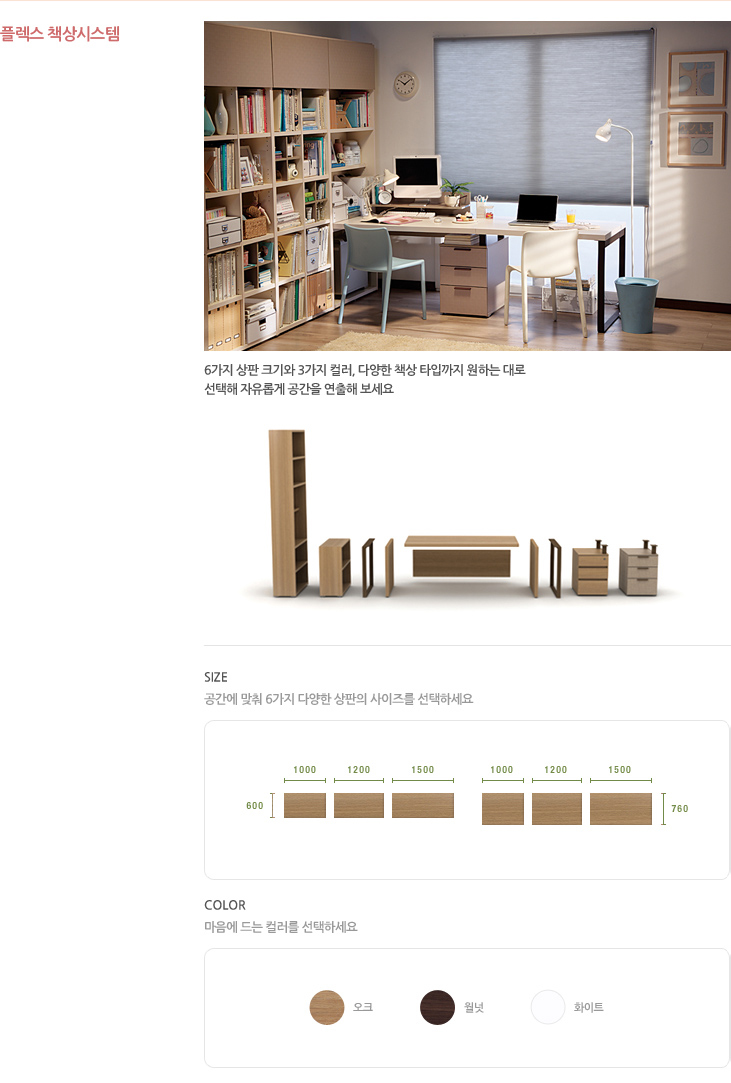 플렉스 책상시스템
6가지 상판 크기와 3가지 컬러, 다양한 책상 타입까지 원하는 대로
선택해 자유롭게 공간을 연출해 보세요
SIZE
공간에 맞춰 6가지 다양한 상판의 사이즈를 선택하세요
1000 1200 1500 1000 1200 1500
600 760
COLOR
마음에 드는 컬러를 선택하세요
오크 월넛 화이트